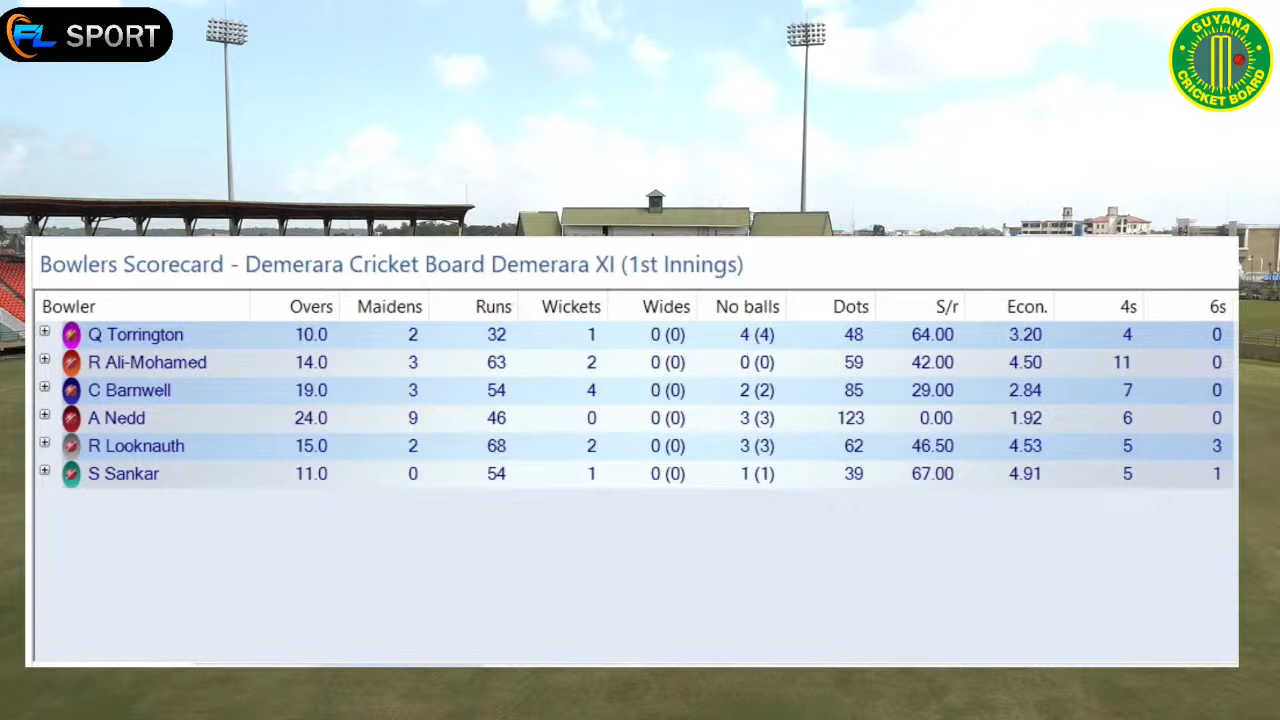 FL SPORT
GUYANA
CRICKET BOARD
Bowlers Scorecard - Demerara Cricket Board Demerara XI (1st Innings)
Bowler Overs Maidens Runs Wickets Wides No balls Dots S/r Econ. 4s 6s
Q Torrington 10.0 2 32 1 0 (0) 4 (4) 48 64.00 3.20 4 0
R Ali-Mohamed 14.0 3 63 2 0 (0) 0 (0) 59 42.00 4.50 11 0
C Barnwell 19.0 3 54 4 0 (0) 2 (2) 85 29.00 2.84 7 0
A Nedd 24.0 9 46 0 0 (0) 3 (3) 123 0.00 1.92 6 0
R Looknauth 15.0 2 68 2 0 (0) 3 (3) 62 46.50 4.53 5 3
S Sankar 11.0 0 54 1 0 (0) 1 (1) 39 67.00 4.91 5 1